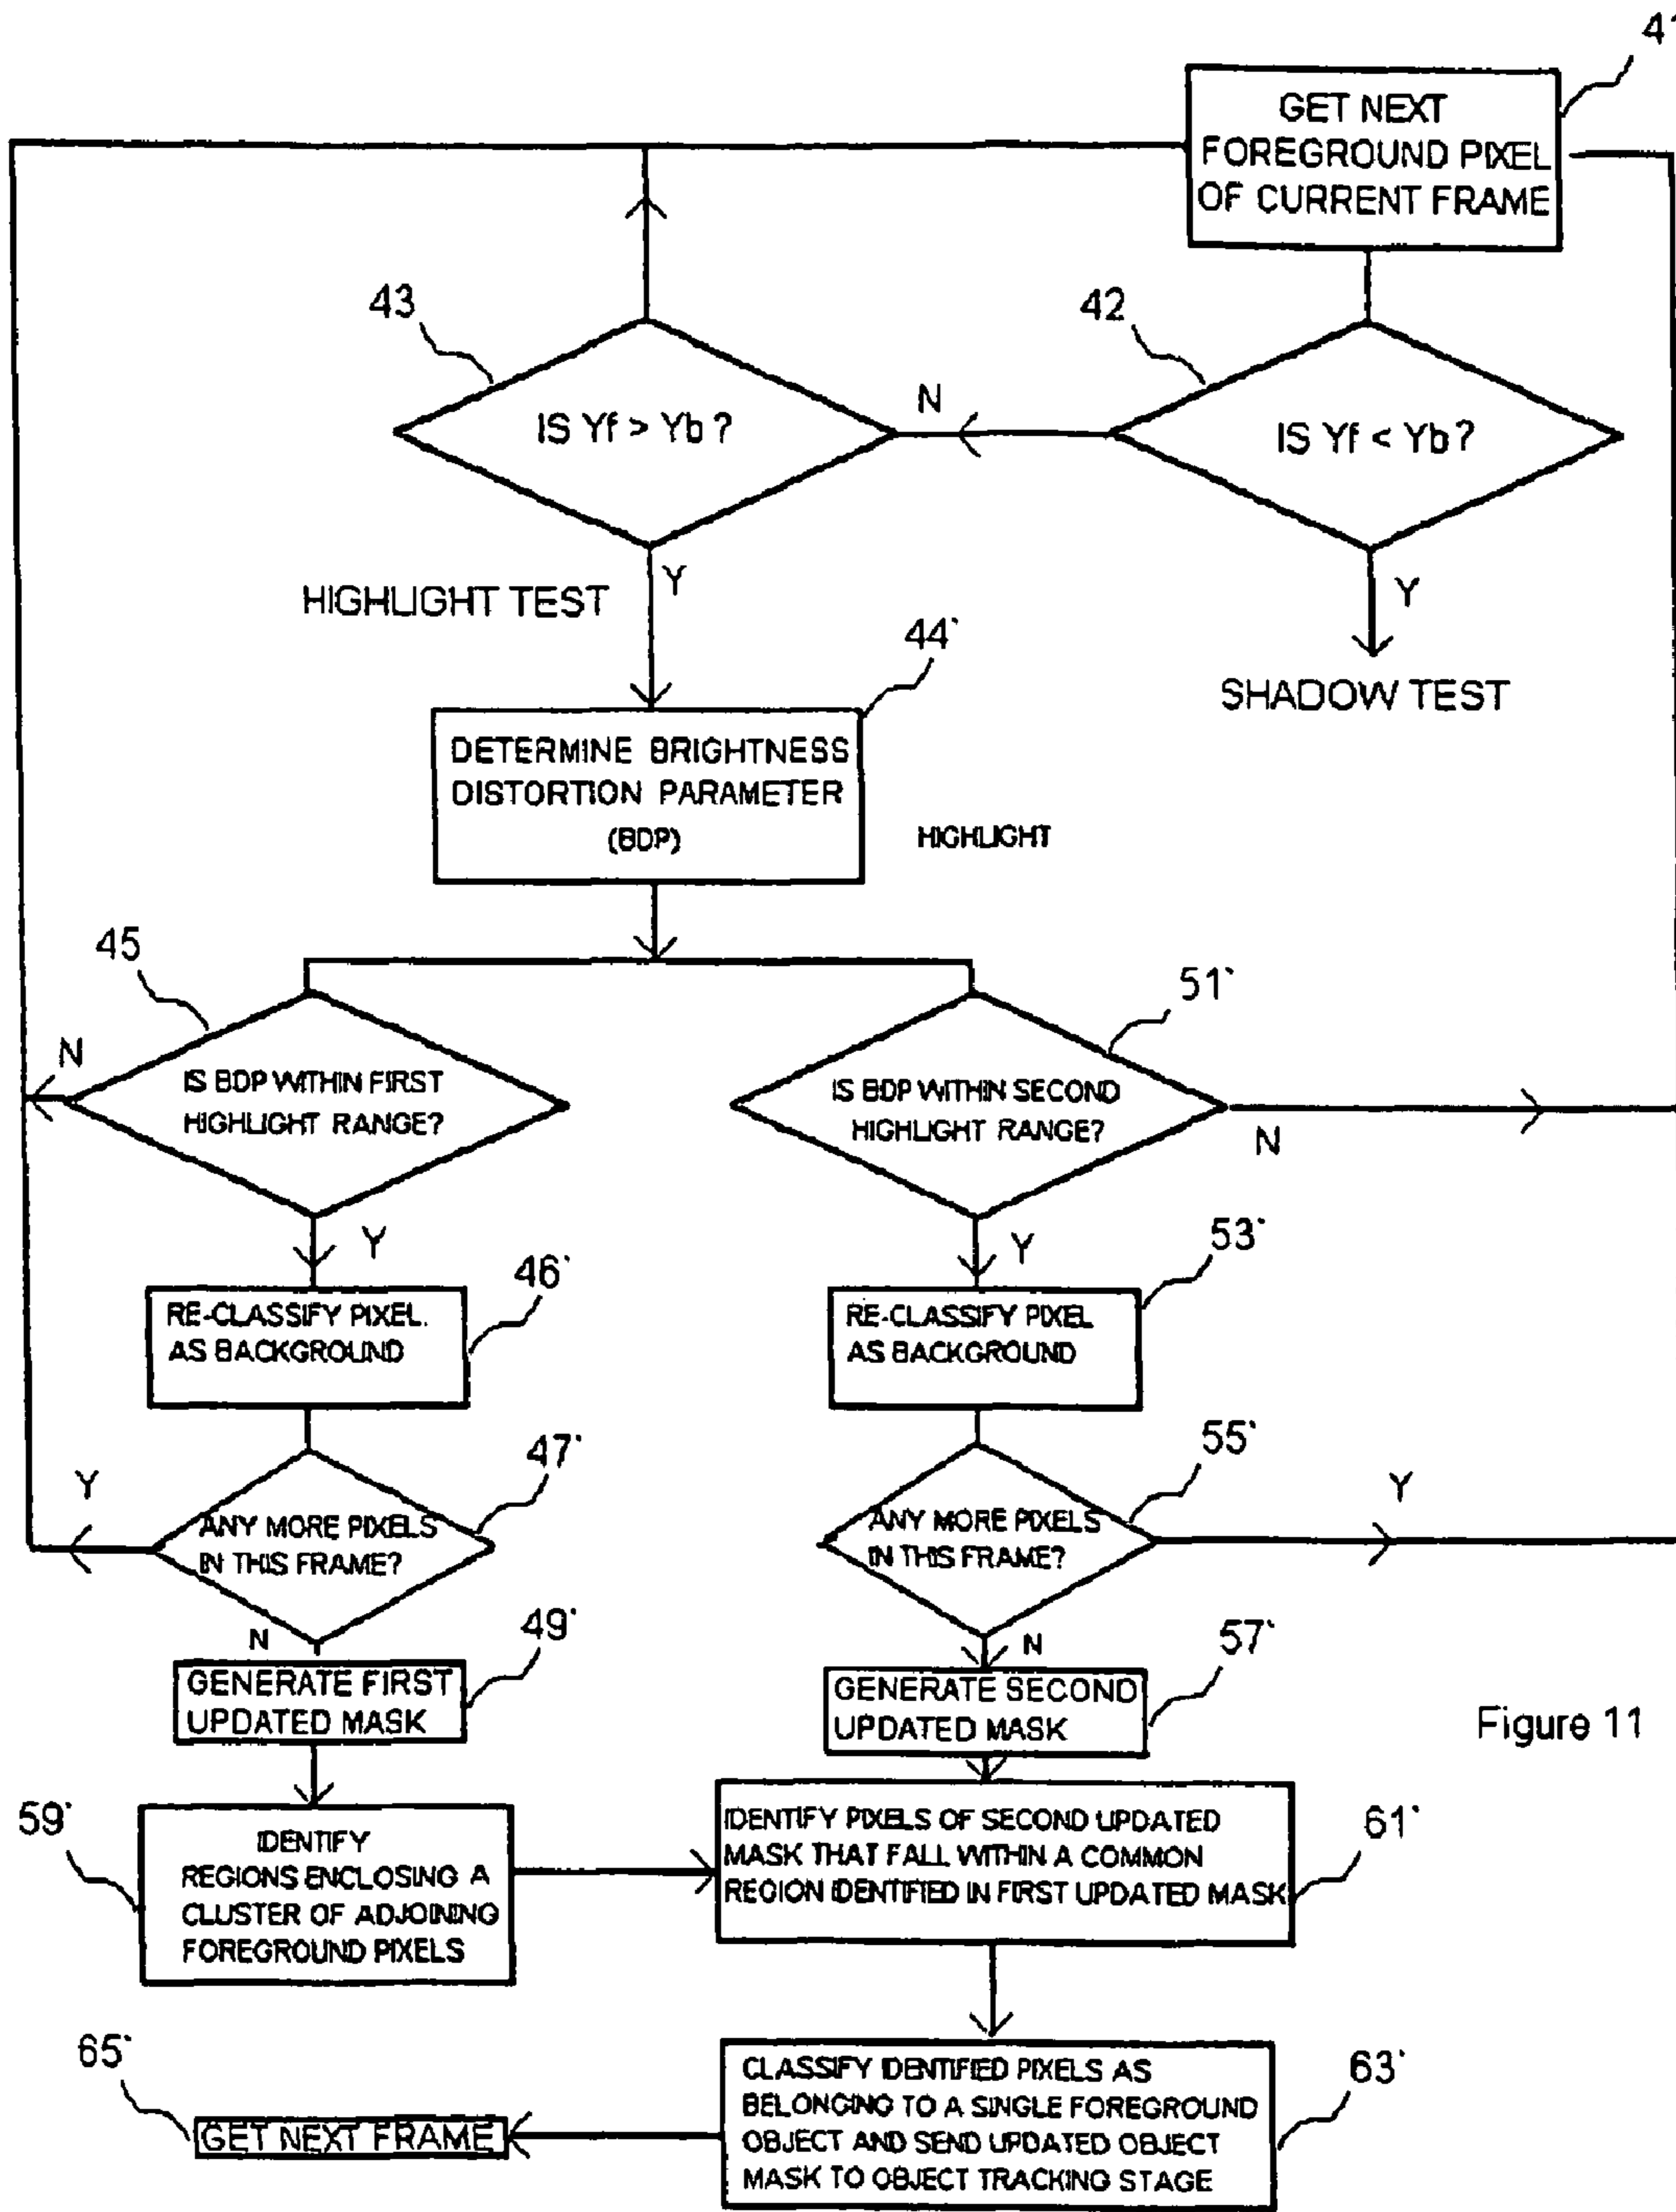 41
GET NEXT
FOREGROUND PIXEL
OF CURRENT FRAME
43
42
IS Yf > Yb ?
N
IS Yf < Yb ?
HIGHLIGHT TEST
Y
Y
SHADOW TEST
44'
DETERMINE BRIGHTNESS
DISTORTION PARAMETER
(BDP)
HIGHLIGHT
45
51'
N
IS BDP WITHIN FIRST
HIGHLIGHT RANGE?
IS BDP WITHIN SECOND
HIGHLIGHT RANGE?
N
Y
Y
46'
53'
RE-CLASSIFY PIXEL.
AS BACKGROUND
RE-CLASSIFY PIXEL
AS BACKGROUND
47'
55'
Y
ANY MORE PIXELS
IN THIS FRAME?
ANY MORE PIXELS
IN THIS FRAME?
Y
N
N
49'
57'
GENERATE FIRST
UPDATED MASK
GENERATE SECOND
UPDATED MASK
Figure 11
59'
IDENTIFY
REGIONS ENCLOSING A
CLUSTER OF ADJOINING
FOREGROUND PIXELS
IDENTIFY PIXELS OF SECOND UPDATED
MASK THAT FALL WITHIN A COMMON
REGION IDENTIFIED IN FIRST UPDATED MASK
61'
65'
GET NEXT FRAME
CLASSIFY IDENTIFIED PIXELS AS
BELONGING TO A SINGLE FOREGROUND
OBJECT AND SEND UPDATED OBJECT
MASK TO OBJECT TRACKING STAGE
63'